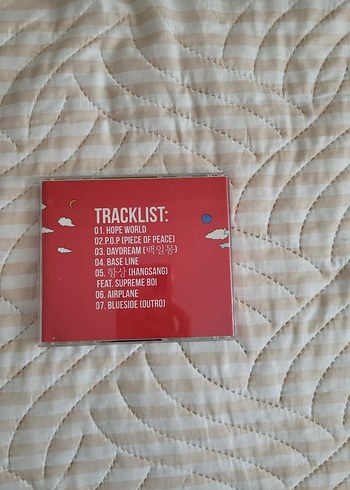 TRACKLIST:
01. HOPE WORLD
02.P.O.P (PIECE OF PEACE)
03. DAYDREAM (백일몽)
04. BASE LINE
05. 항상 (HANGSANG)
FEAT. SUPREME BOI
06. AIRPLANE
07. BLUESIDE (OUTRO)